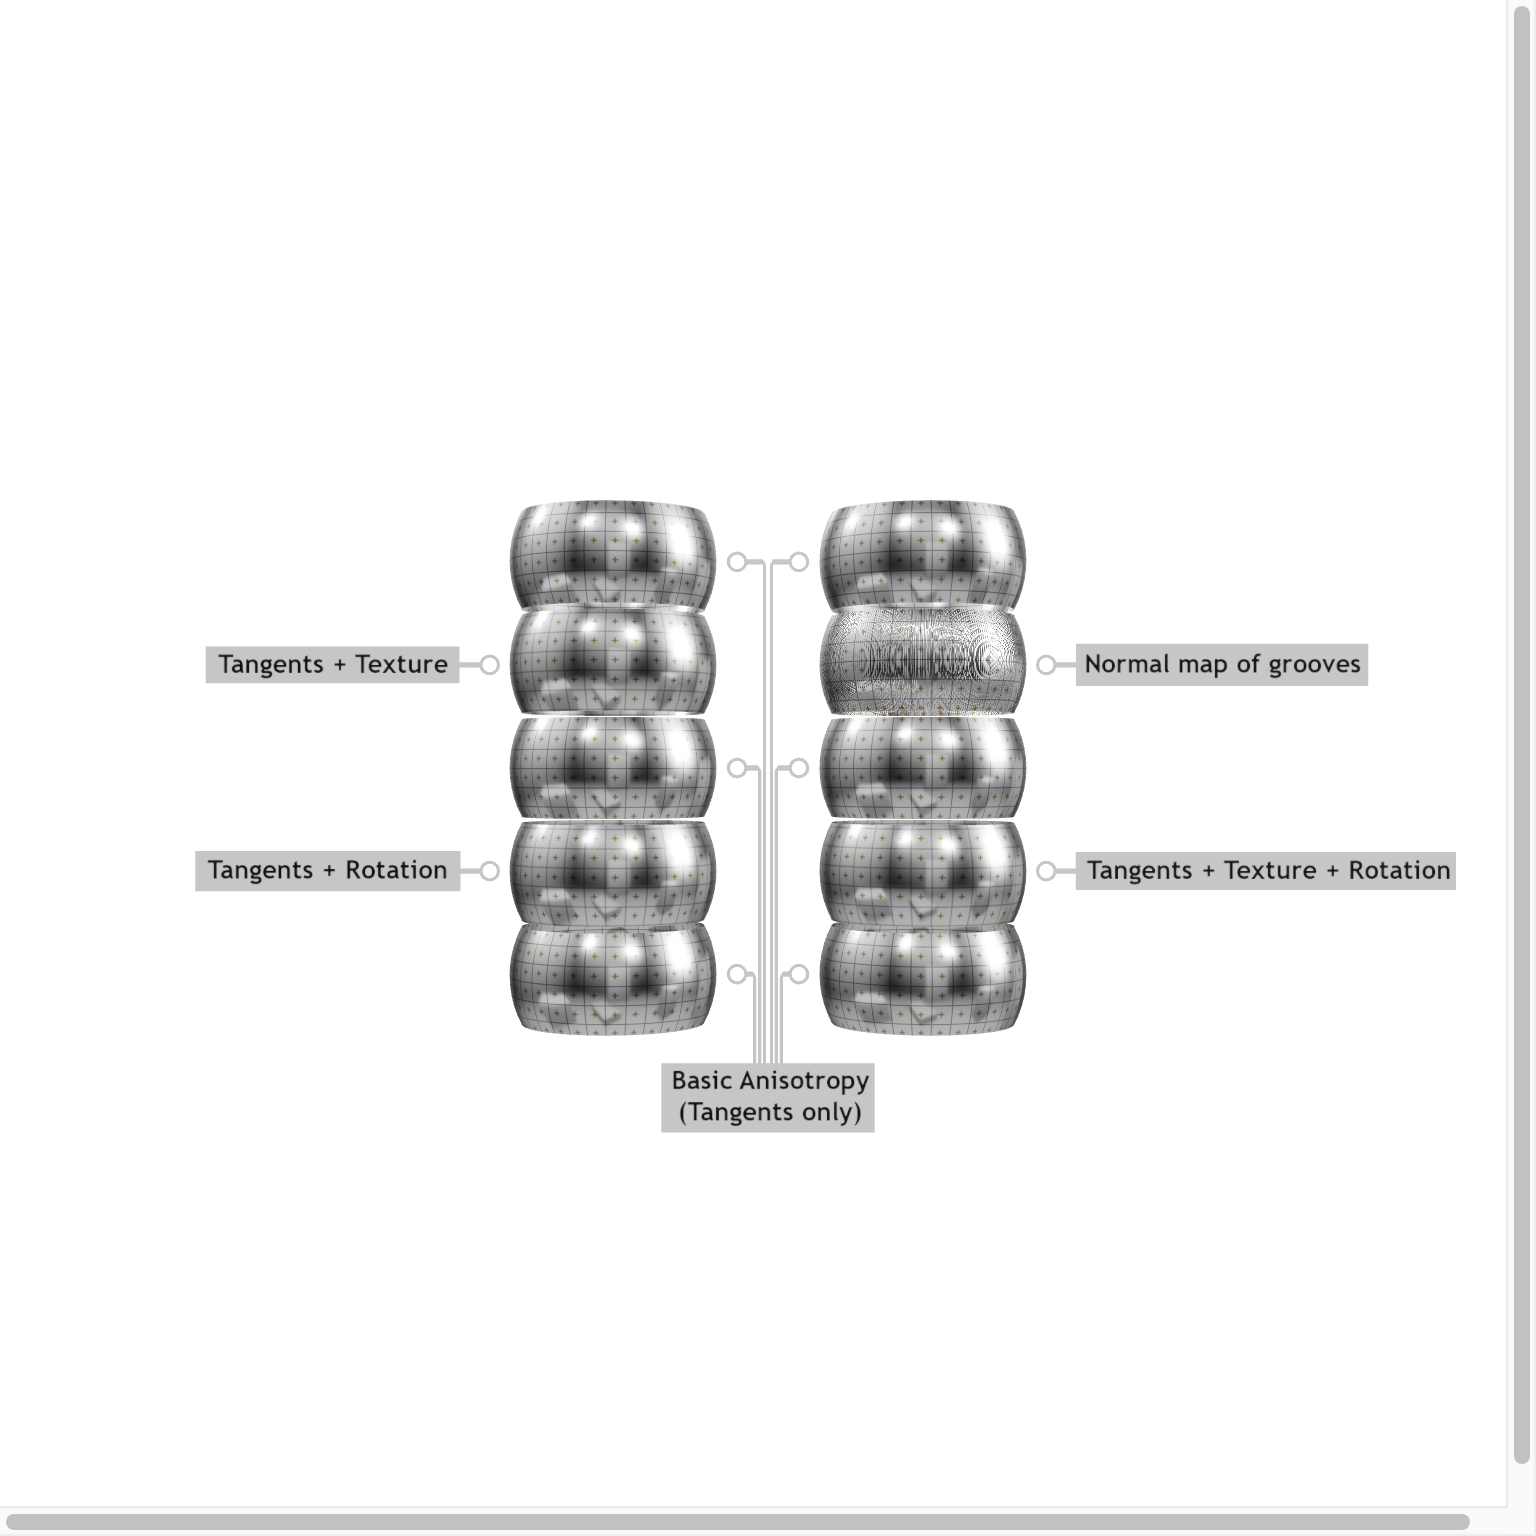 Tangents + Texture
Normal map of grooves
Tangents + Rotation
Tangents + Texture + Rotation
Basic Anisotropy
(Tangents only)